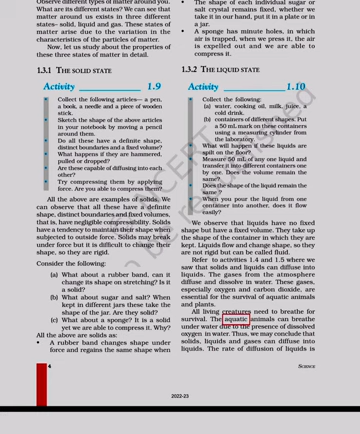 Observe different types of matter around you.
What are its different states? We can see that
matter around us exists in three different
states– solid, liquid and gas. These states of
matter arise due to the variation in the
characteristics of the particles of matter.
Now, let us study about the properties of
these three states of matter in detail.
1.3.1 THE SOLID STATE
Activity 1.9
• Collect the following articles— a pen,
a book, a needle and a piece of wooden
stick.
• Sketch the shape of the above articles
in your notebook by moving a pencil
around them.
• Do all these have a definite shape,
distinct boundaries and a fixed volume?
• What happens if they are hammered,
pulled or dropped?
• Are these capable of diffusing into each
other?
• Try compressing them by applying
force. Are you able to compress them?
All the above are examples of solids. We
can observe that all these have a definite
shape, distinct boundaries and fixed volumes,
that is, have negligible compressibility. Solids
have a tendency to maintain their shape when
subjected to outside force. Solids may break
under force but it is difficult to change their
shape, so they are rigid.
Consider the following:
(a) What about a rubber band, can it
change its shape on stretching? Is it
a solid?
(b) What about sugar and salt? When
kept in different jars these take the
shape of the jar. Are they solid?
(c) What about a sponge? It is a solid
yet we are able to compress it. Why?
All the above are solids as:
• A rubber band changes shape under
force and regains the same shape when
• The shape of each individual sugar or
salt crystal remains fixed, whether we
take it in our hand, put it in a plate or in
a jar.
• A sponge has minute holes, in which
air is trapped, when we press it, the air
is expelled out and we are able to
compress it.
1.3.2 THE LIQUID STATE
Activity 1.10
• Collect the following:
(a) water, cooking oil, milk, juice, a
cold drink.
(b) containers of different shapes. Put
a 50 mL mark on these containers
using a measuring cylinder from
the laboratory.
• What will happen if these liquids are
spilt on the floor?
• Measure 50 mL of any one liquid and
transfer it into different containers one
by one. Does the volume remain the
same?
• Does the shape of the liquid remain the
same?
• When you pour the liquid from one
container into another, does it flow
easily?
We observe that liquids have no fixed
shape but have a fixed volume. They take up
the shape of the container in which they are
kept. Liquids flow and change shape, so they
are not rigid but can be called fluid.
Refer to activities 1.4 and 1.5 where we
saw that solids and liquids can diffuse into
liquids. The gases from the atmosphere
diffuse and dissolve in water. These gases,
especially oxygen and carbon dioxide, are
essential for the survival of aquatic animals
and plants.
All living creatures need to breathe for
survival. The aquatic animals can breathe
under water due to the presence of dissolved
oxygen in water. Thus, we may conclude that
solids, liquids and gases can diffuse into
liquids. The rate of diffusion of liquids is
4
SCIENCE
2022-23